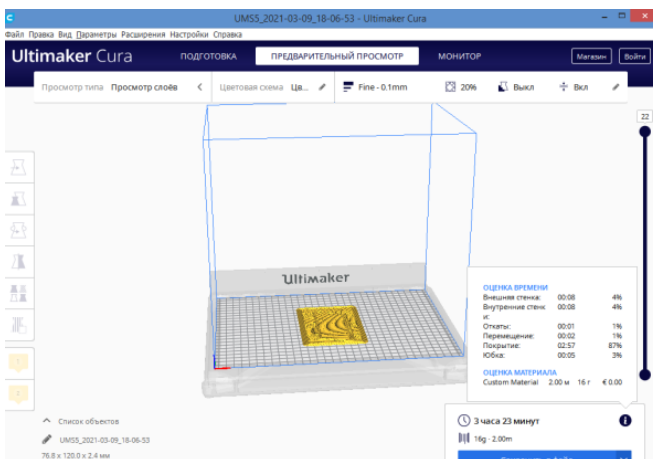 UMS5_2021-03-09_18-06-53 - Ultimaker Cura
Файл Правка Вид Параметры Расширения Настройки Справка
Ultimaker Cura ПОДГОТОВКА ПРЕДВАРИТЕЛЬНЫЙ ПРОСМОТР МОНИТОР Магазин Войти
Просмотр типа Просмотр слоёв Цветовая схема Цв... Fine - 0.1mm 20% Выкл Вкл
22
Ultimaker
ОЦЕНКА ВРЕМЕНИ
Внешняя стенка: 00:08 4%
Внутренние стенк 00:08 4%
и:
Откаты: 00:01 1%
Перемещение: 00:02 1%
Покрытие: 02:57 87%
Юбка: 00:05 3%
ОЦЕНКА МАТЕРИАЛА
Custom Material 2.00 м 16 г € 0.00
Список объектов
UMS5_2021-03-09_18-06-53
76.8 x 120.0 x 2.4 мм
3 часа 23 минут
16g · 2.00m